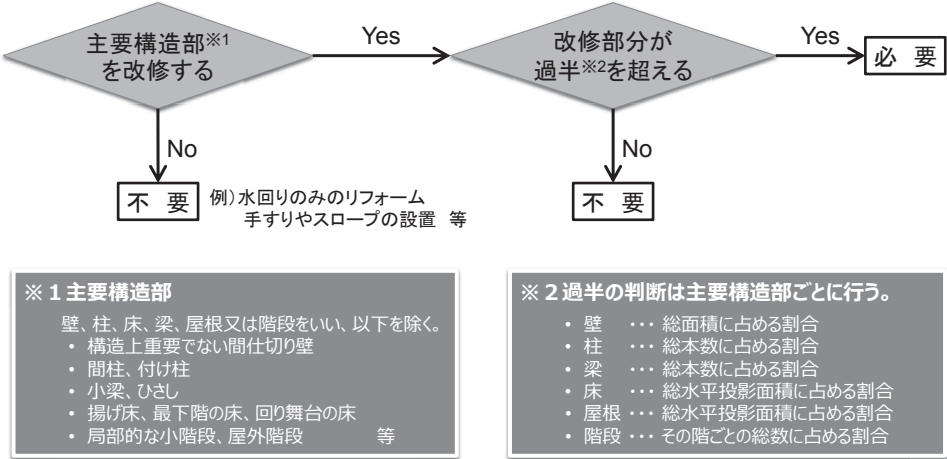 主要構造部※1
を改修する
Yes
改修部分が
過半※2を超える
Yes
必 要
No
不 要
例）水回りのみのリフォーム
手すりやスロープの設置 等
No
不 要
※１主要構造部
壁、柱、床、梁、屋根又は階段をいい、以下を除く。
• 構造上重要でない間仕切り壁
• 間柱、付け柱
• 小梁、ひさし
• 揚げ床、最下階の床、回り舞台の床
• 局部的な小階段、屋外階段 等
※２過半の判断は主要構造部ごとに行う。
• 壁 ･･･ 総面積に占める割合
• 柱 ･･･ 総本数に占める割合
• 梁 ･･･ 総本数に占める割合
• 床 ･･･ 総水平投影面積に占める割合
• 屋根 ･･･ 総水平投影面積に占める割合
• 階段 ･･･ その階ごとの総数に占める割合